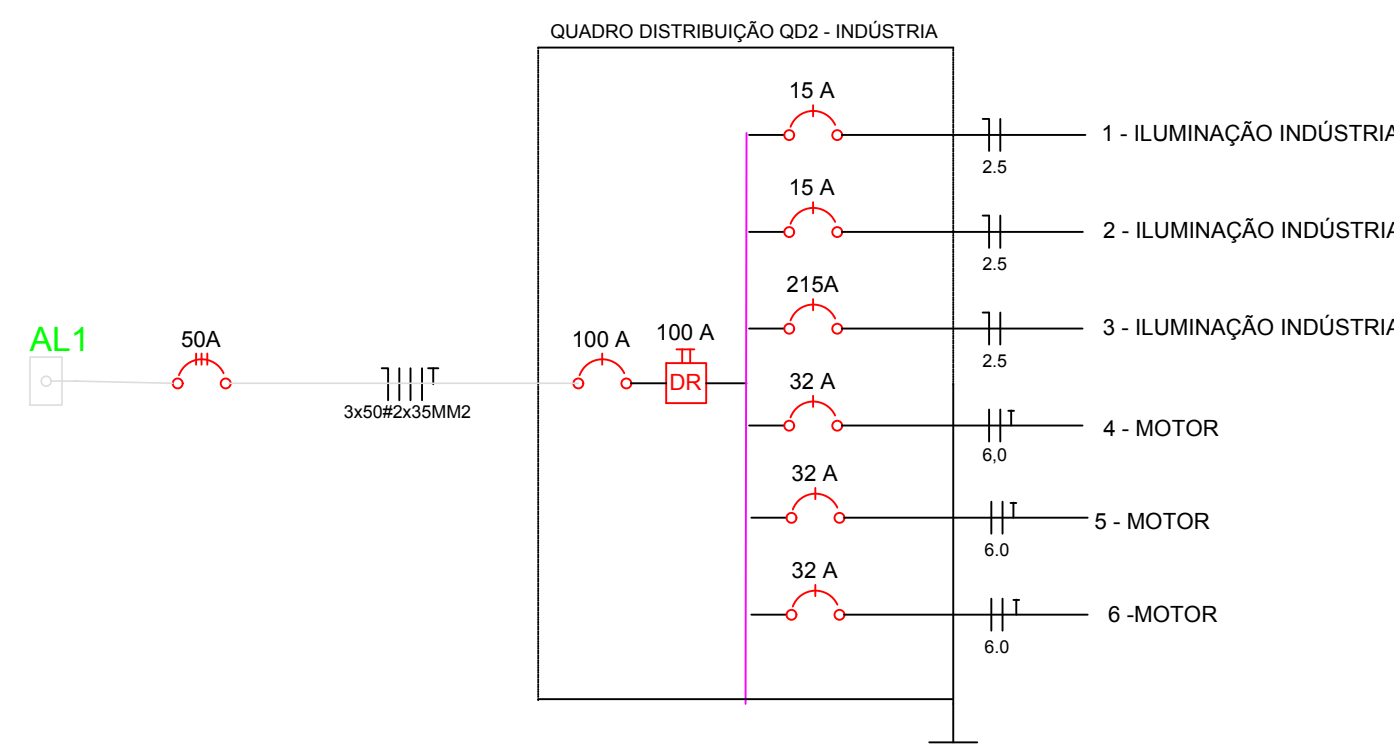 QUADRO DISTRIBUIÇÃO QD2 - INDÚSTRIA
15 A
1 - ILUMINAÇÃO INDÚSTRIA
2.5
15 A
2 - ILUMINAÇÃO INDÚSTRIA
2.5
215A
3 - ILUMINAÇÃO INDÚSTRIA
2.5
AL1
50A
3x50#2x35MM2
100 A
100 A
DR
32 A
4 - MOTOR
6,0
32 A
5 - MOTOR
6.0
32 A
6 -MOTOR
6.0